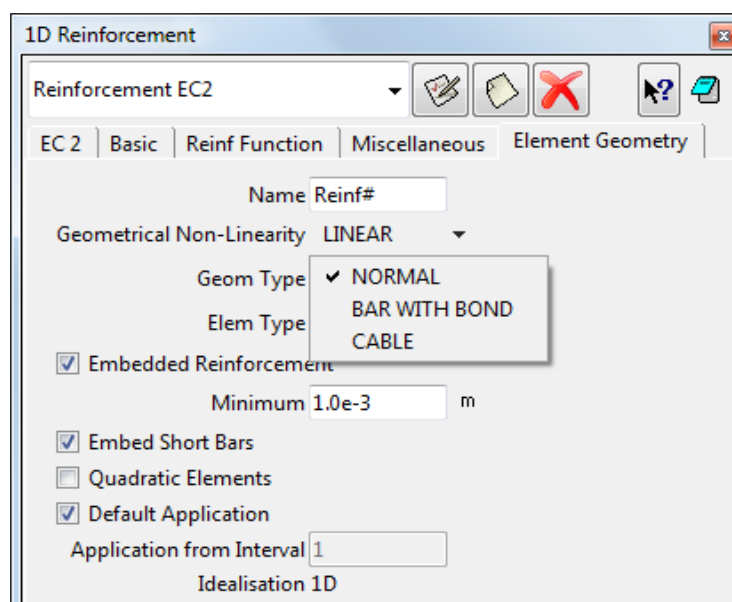 1D Reinforcement
Reinforcement EC2
EC 2 Basic Reinf Function Miscellaneous Element Geometry
Name Reinf#
Geometrical Non-Linearity LINEAR
Geom Type ✔ NORMAL
BAR WITH BOND
Elem Type
CABLE
Embedded Reinforcement
Minimum 1.0e-3 m
Embed Short Bars
Quadratic Elements
Default Application
Application from Interval 1
Idealisation 1D